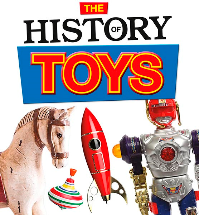 THE
HISTORY OF
TOYS